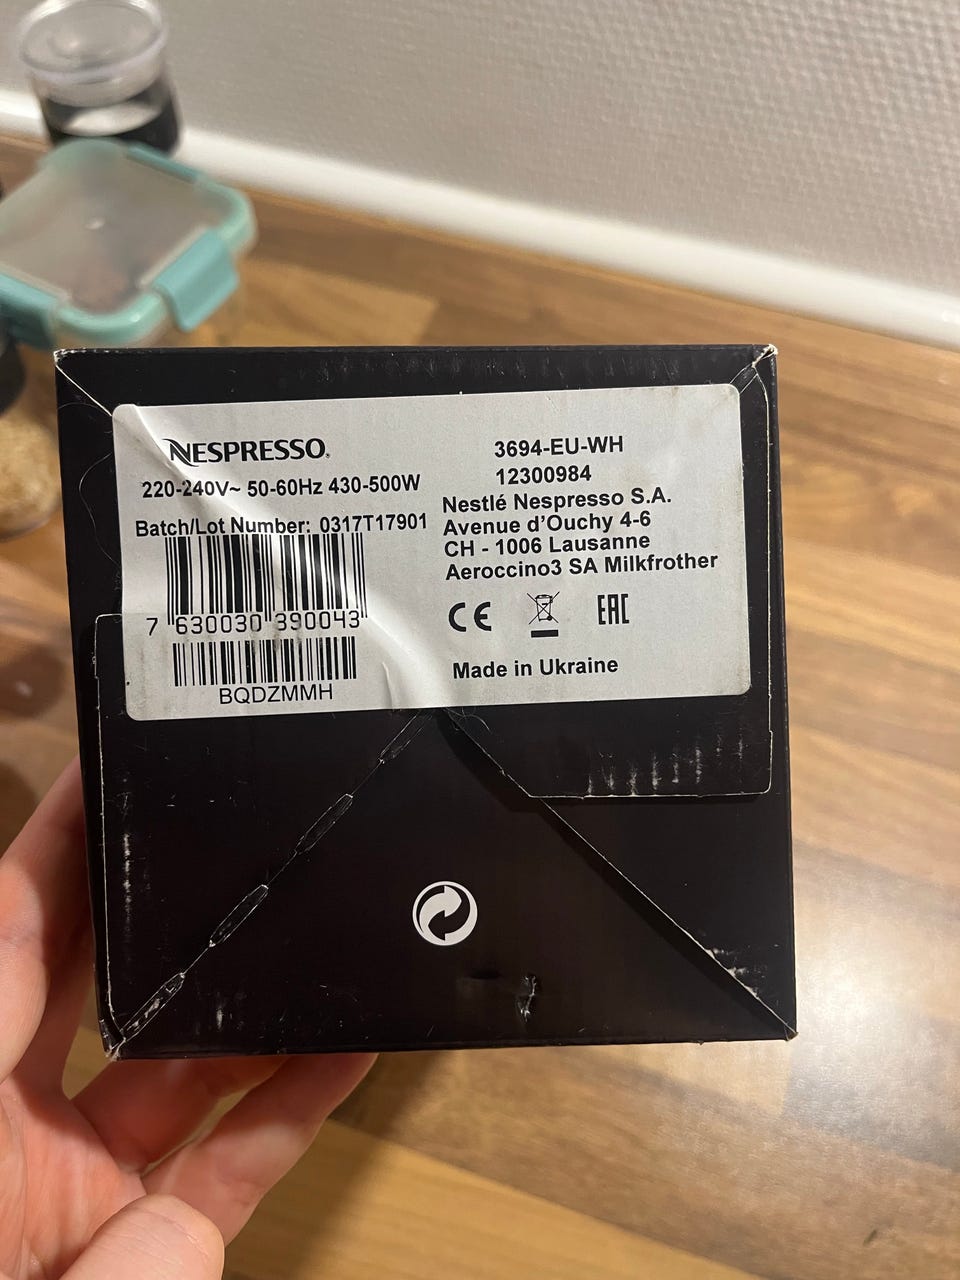 NESPRESSO.
220-240V~ 50-60Hz 430-500W
Batch/Lot Number: 0317T17901
7 630030 390043
BQDZMMH
3694-EU-WH
12300984
Nestlé Nespresso S.A.
Avenue d'Ouchy 4-6
CH - 1006 Lausanne
Aeroccino3 SA Milkfrother
CE
EAC
Made in Ukraine